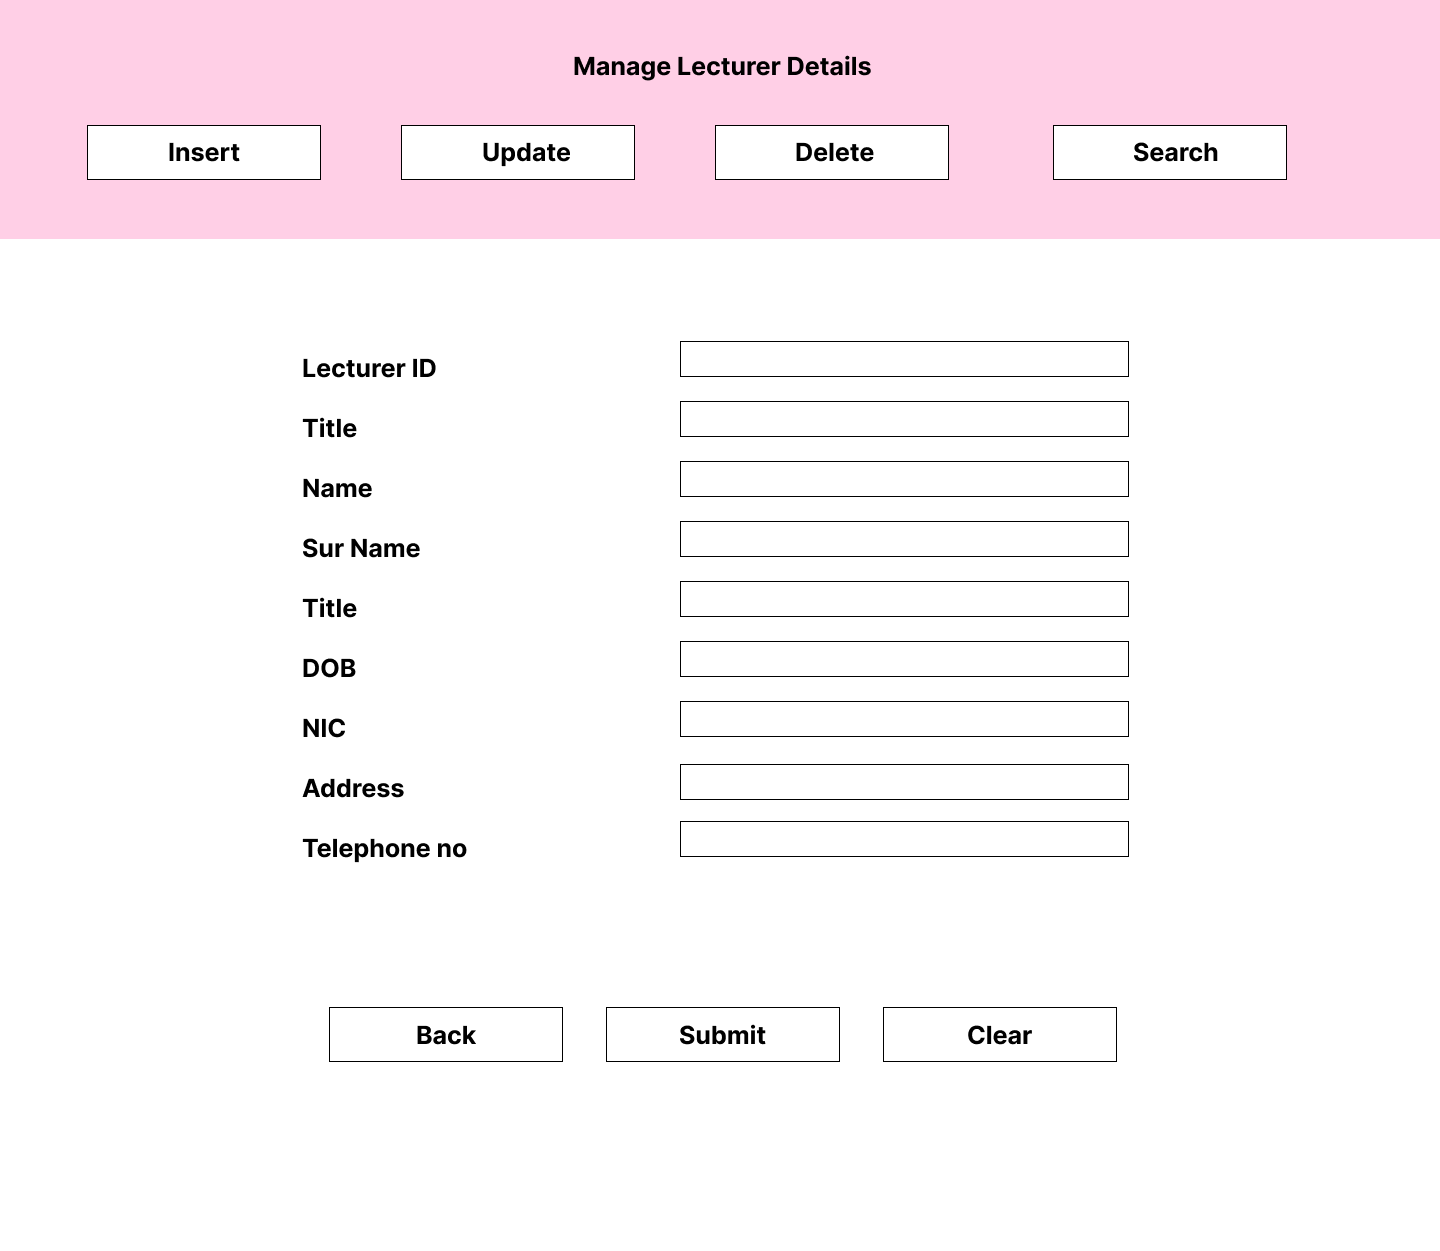 Manage Lecturer Details
Insert Update Delete Search
Lecturer ID
Title
Name
Sur Name
Title
DOB
NIC
Address
Telephone no
Back Submit Clear